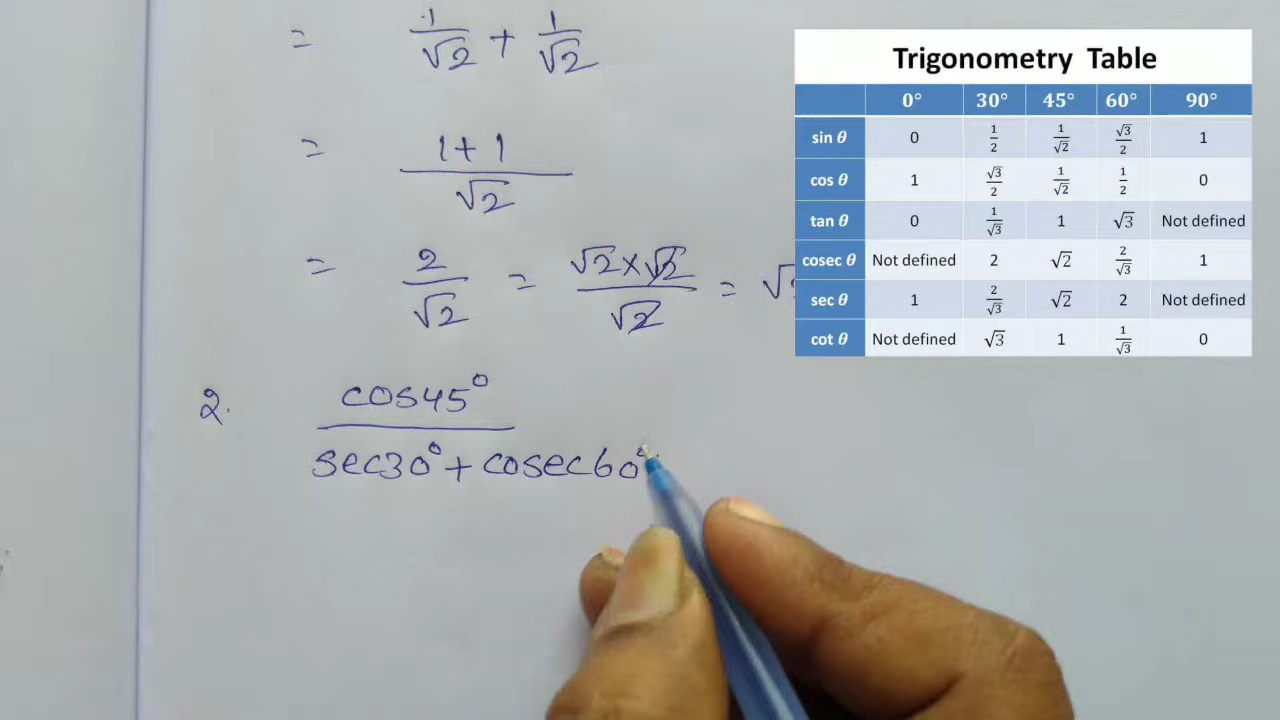 = 1/√2 + 1/√2
= 1+1/√2
= 2/√2 = √2×√2/√2 = √
2. cos45°
sec30°+cosec60°
Trigonometry Table
0° 30° 45° 60° 90°
sin θ 0 1/2 1/√2 √3/2 1
cos θ 1 √3/2 1/√2 1/2 0
tan θ 0 1/√3 1 √3 Not defined
cosec θ Not defined 2 √2 2/√3 1
sec θ 1 2/√3 √2 2 Not defined
cot θ Not defined √3 1 1/√3 0